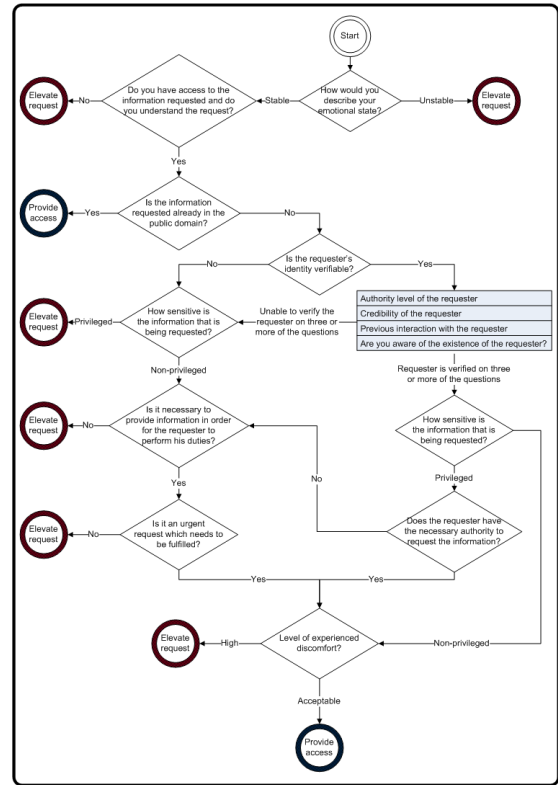 Start
Do you have access to the
information requested and do
you understand the request?
Stable
How would you
describe your
emotional state?
Unstable
Elevate
request
Elevate
request
No
Yes
Is the information
requested already in the
public domain?
Yes
Provide
access
No
Is the requester's
identity verifiable?
No
Yes
Authority level of the requester
Credibility of the requester
Previous interaction with the requester
Are you aware of the existence of the requester?
Unable to verify the
requester on three or
more of the questions
How sensitive is
the information that is
being requested?
Privileged
Elevate
request
Non-privileged
Requester is verified on three
or more of the questions
How sensitive is
the information that is
being requested?
Is it necessary to
provide information in order
for the requester to
perform his duties?
No
Elevate
request
Yes
No
Privileged
Does the requester have
the necessary authority to
request the information?
Is it an urgent
request which needs to
be fulfilled?
No
Elevate
request
Yes
Yes
Level of experienced
discomfort?
High
Elevate
request
Non-privileged
Acceptable
Provide
access